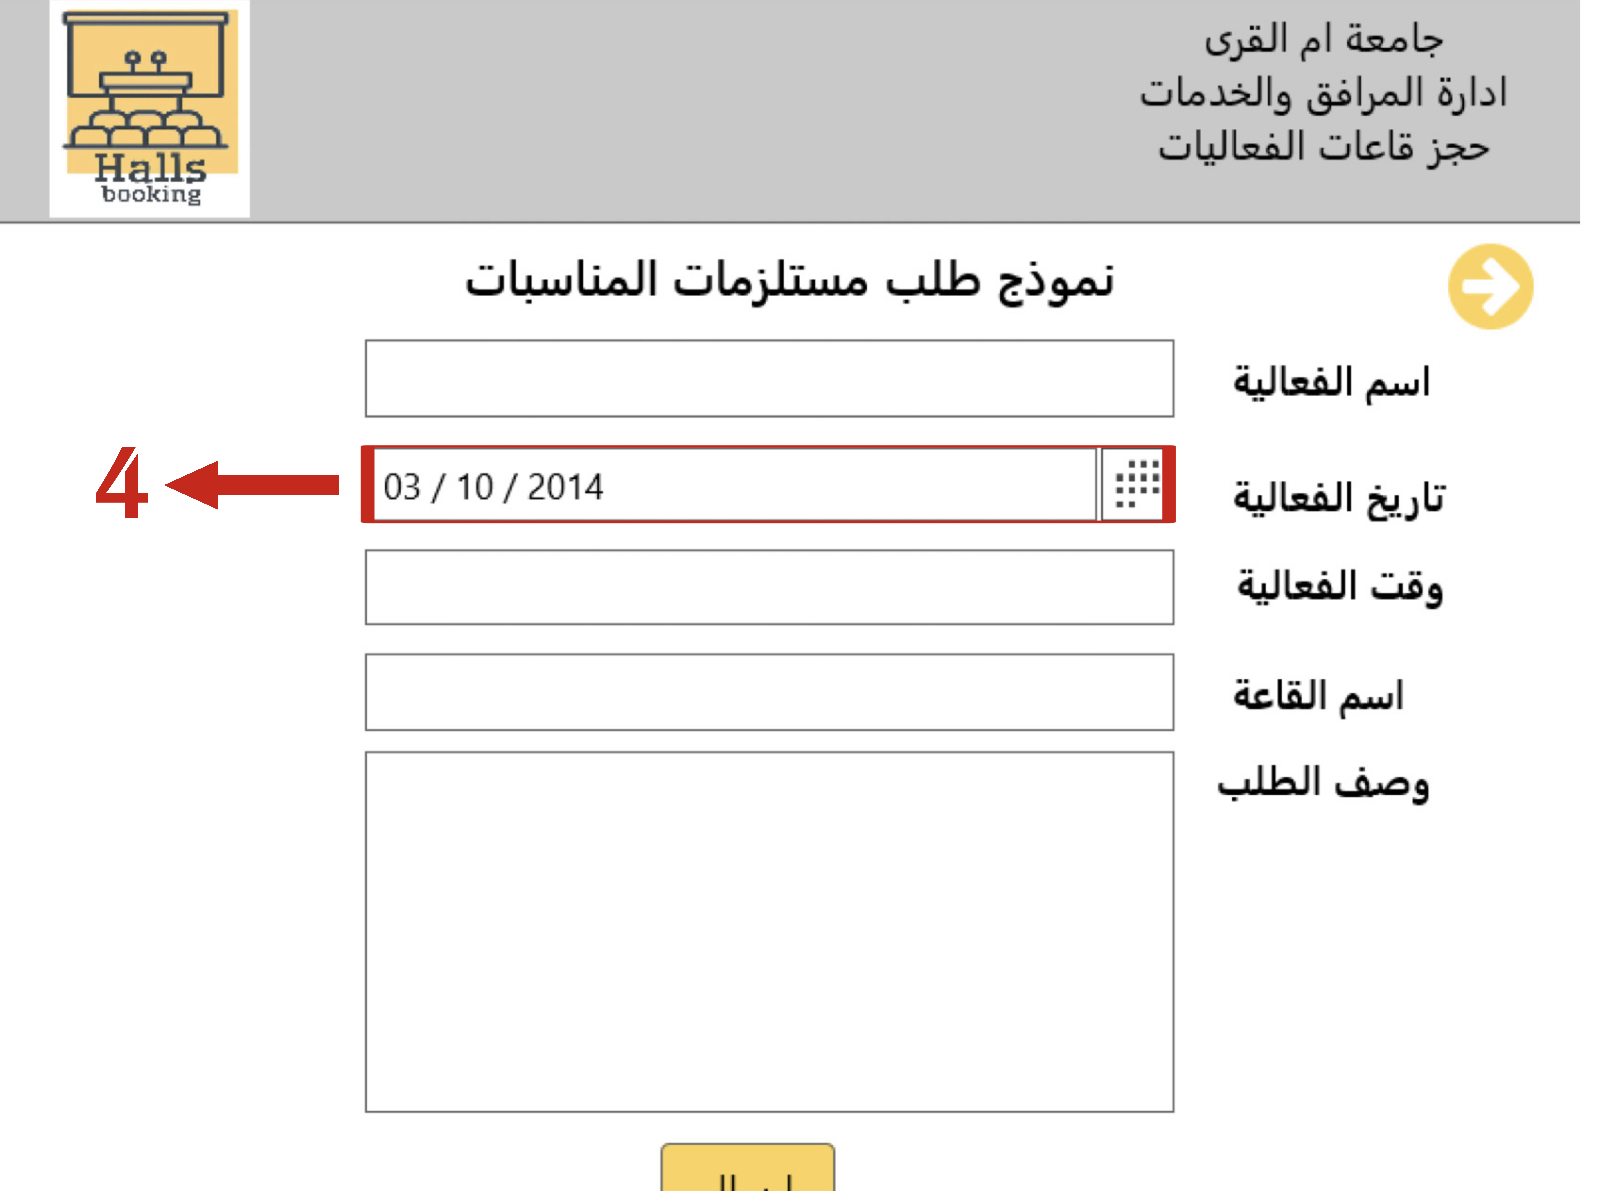 جامعة ام القرى
ادارة المرافق والخدمات
حجز قاعات الفعاليات
Halls
booking
نموذج طلب مستلزمات المناسبات
اسم الفعالية
تاريخ الفعالية
03 / 10 / 2014
4
وقت الفعالية
اسم القاعة
وصف الطلب